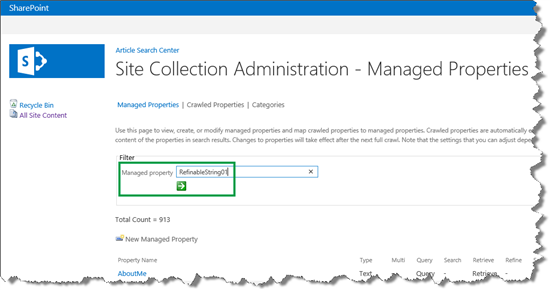 SharePoint
Article Search Center
Site Collection Administration - Managed Properties
Recycle Bin
All Site Content
Managed Properties | Crawled Properties | Categories
Use this page to view, create, or modify managed properties and map crawled properties to managed properties. Crawled properties are automatically e
content of the properties in search results. Changes to properties will take effect after the next full crawl. Note that the settings that you can adjust depe
Filter
Managed property RefinableString01 ×
Total Count = 913
New Managed Property
Property Name Type Multi Query Search Retrieve Refine
AboutMe Text - Query - Retrieve -